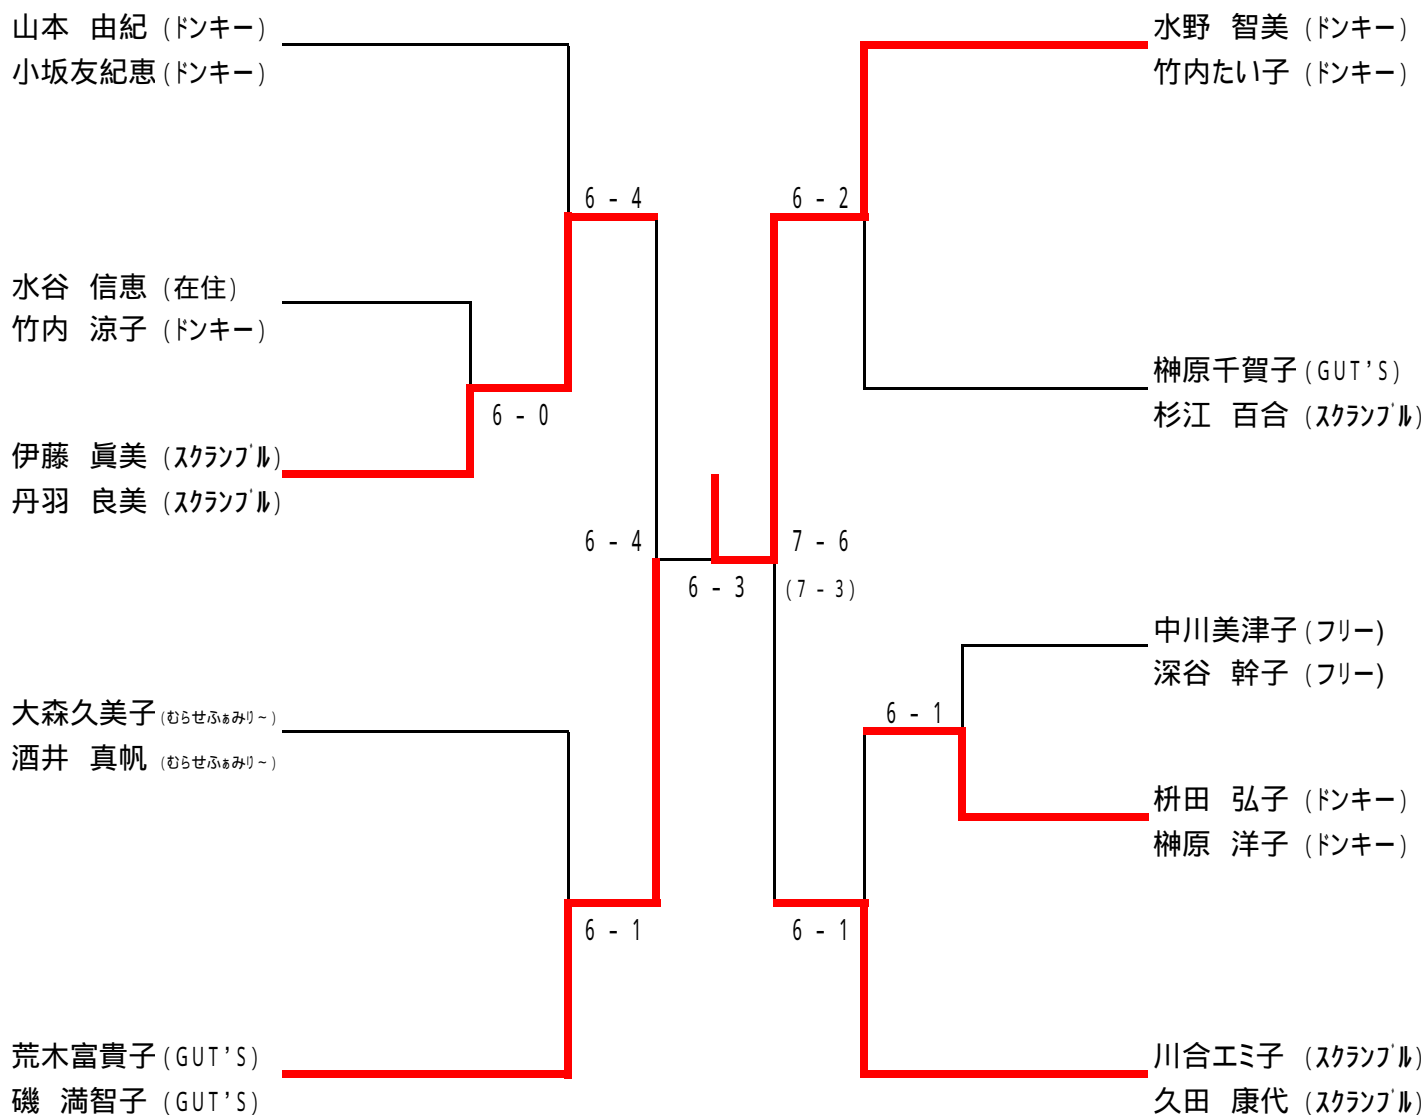 山本 由紀 (ドンキー)
小坂友紀恵 (ドンキー)
水野 智美 (ドンキー)
竹内たい子 (ドンキー)
6 - 4
6 - 2
水谷 信恵 (在住)
竹内 涼子 (ドンキー)
榊原千賀子 (GUT'S)
杉江 百合 (スクランブル)
6 - 0
伊藤 眞美 (スクランブル)
丹羽 良美 (スクランブル)
6 - 4
7 - 6
6 - 3
(7 - 3)
中川美津子 (フリー)
深谷 幹子 (フリー)
大森久美子 (むらせふぁみり~)
酒井 真帆 (むらせふぁみり~)
6 - 1
枡田 弘子 (ドンキー)
榊原 洋子 (ドンキー)
6 - 1
6 - 1
荒木富貴子 (GUT'S)
磯 満智子 (GUT'S)
川合エミ子 (スクランブル)
久田 康代 (スクランブル)